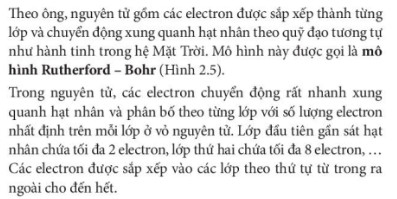 Theo ông, nguyên tử gồm các electron được sắp xếp thành từng
lớp và chuyển động xung quanh hạt nhân theo quỹ đạo tương tự
như hành tinh trong hệ Mặt Trời. Mô hình này được gọi là mô
hình Rutherford – Bohr (Hình 2.5).
Trong nguyên tử, các electron chuyển động rất nhanh xung
quanh hạt nhân và phân bố theo từng lớp với số lượng electron
nhất định trên mỗi lớp ở vỏ nguyên tử. Lớp đầu tiên gần sát hạt
nhân chứa tối đa 2 electron, lớp thứ hai chứa tối đa 8 electron, ...
Các electron được sắp xếp vào các lớp theo thứ tự từ trong ra
ngoài cho đến hết.